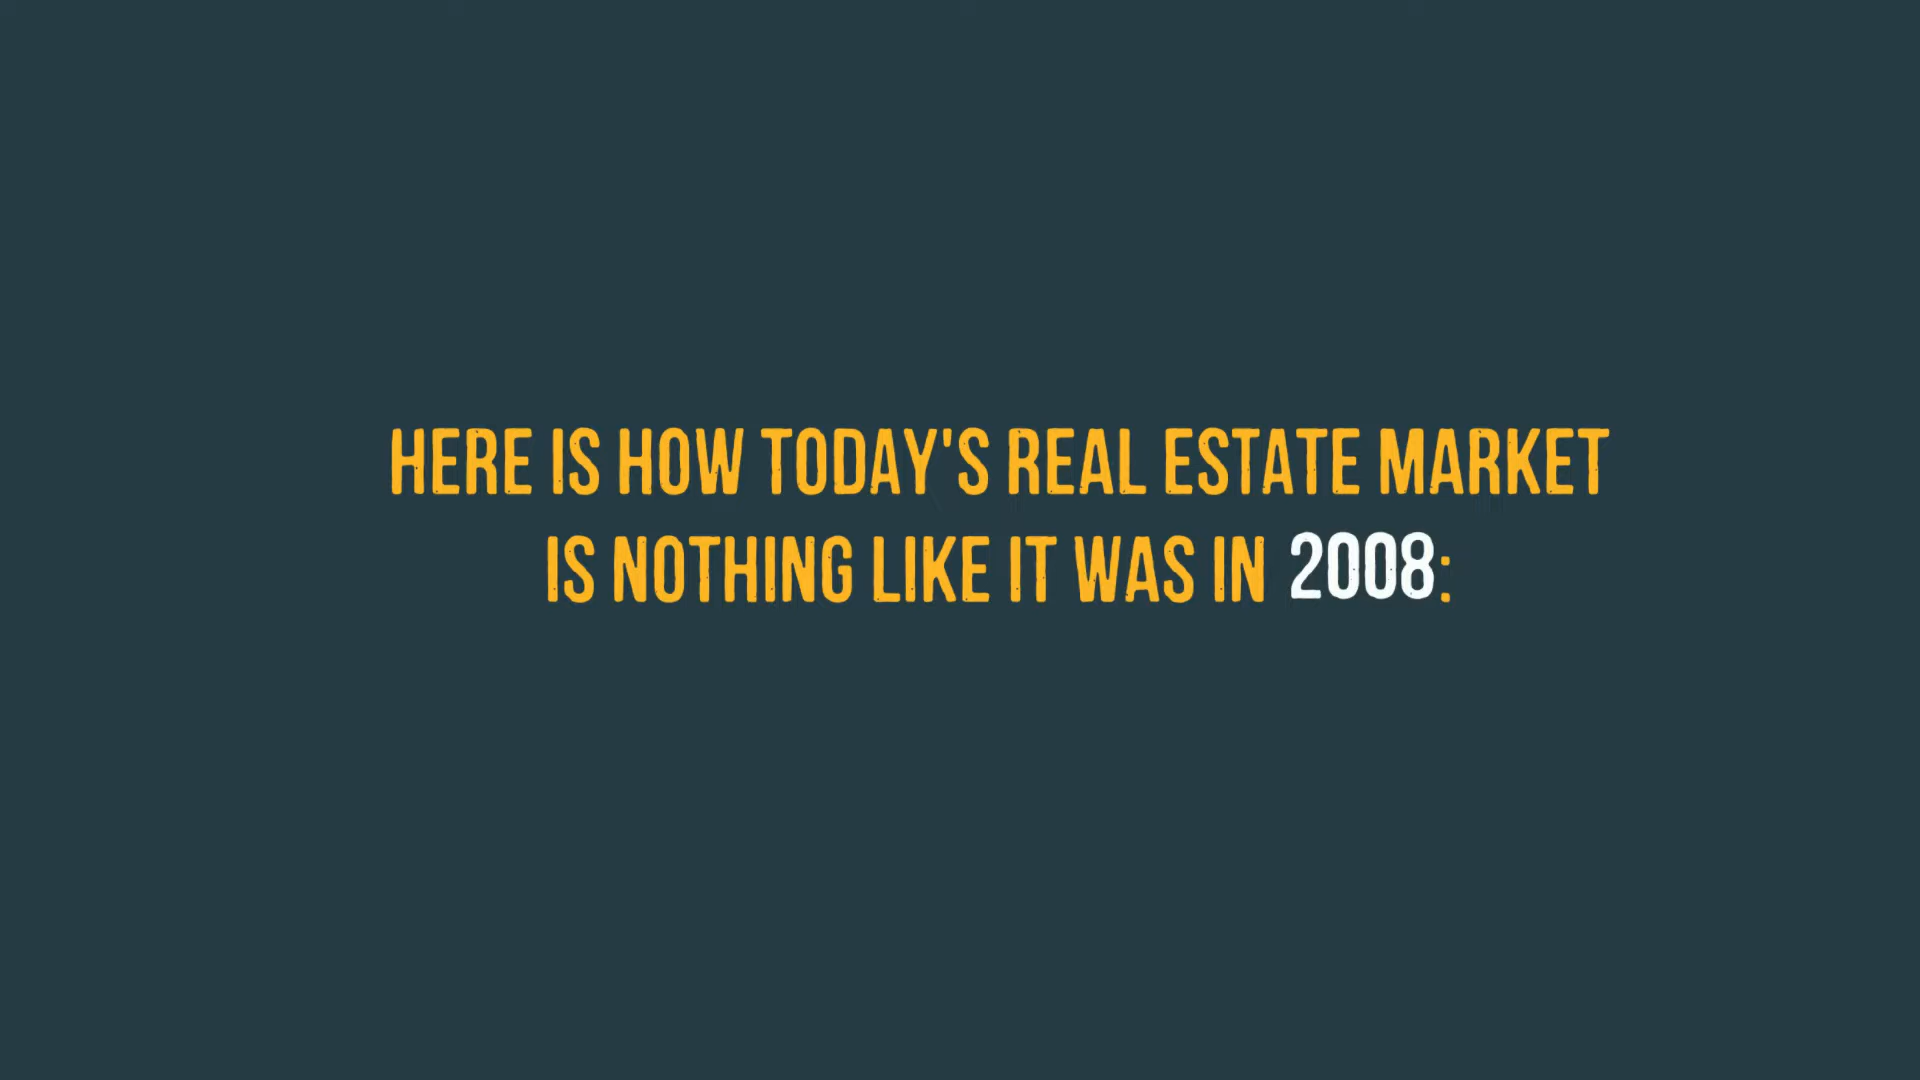 HERE IS HOW TODAY'S REAL ESTATE MARKET
IS NOTHING LIKE IT WAS IN 2008: